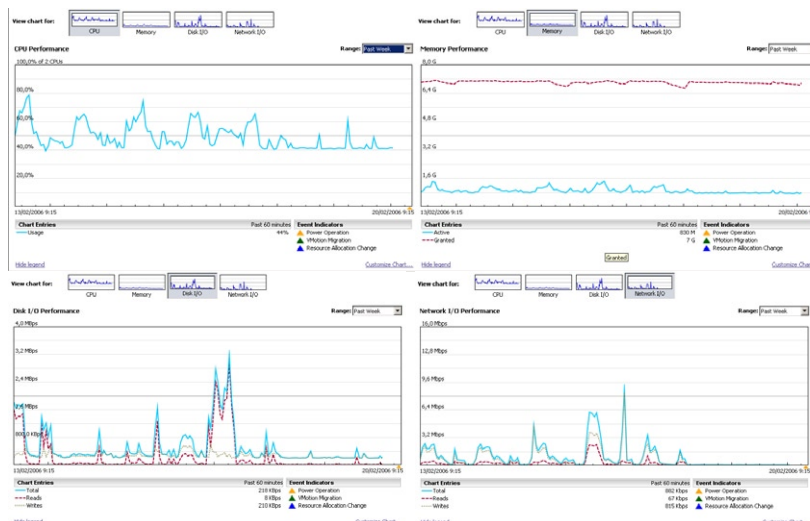 View chart for:
CPU
Memory
Disk I/O
Network I/O
CPU Performance
Range:
Past Week
100,0% of 2 CPUs
80,0%
60,0%
40,0%
20,0%
13/02/2006 9:15
20/02/2006 9:15
Chart Entries
Past 60 minutes
Event Indicators
Usage
44%
Power Operation
VMotion Migration
Resource Allocation Change
Hide legend
Customize Chart...
View chart for:
CPU
Memory
Disk I/O
Network I/O
Memory Performance
Range:
Past Week
8,0 G
6,4 G
4,8 G
3,2 G
1,6 G
13/02/2006 9:15
20/02/2006
Chart Entries
Past 60 minutes
Event Indicators
Active
830 M
Power Operation
Granted
7 G
VMotion Migration
Resource Allocation Change
Granted
Hide legend
Customize Char
View chart for:
CPU
Memory
Disk I/O
Network I/O
Disk I/O Performance
Range:
Past Week
4,0 MBps
3,2 MBps
2,4 MBps
1,6 MBps
800,0 KBps
13/02/2006 9:15
20/02/2006 9:15
Chart Entries
Past 60 minutes
Event Indicators
Total
218 KBps
Power Operation
Reads
8 KBps
VMotion Migration
Writes
210 KBps
Resource Allocation Change
View chart for:
CPU
Memory
Disk I/O
Network I/O
Network I/O Performance
Range:
Past Week
16,0 Mbps
12,8 Mbps
9,6 Mbps
6,4 Mbps
3,2 Mbps
13/02/2006 9:15
20/02/2006 9:15
Chart Entries
Past 60 minutes
Event Indicators
Total
882 Kbps
Power Operation
Reads
67 Kbps
VMotion Migration
Writes
815 Kbps
Resource Allocation Change